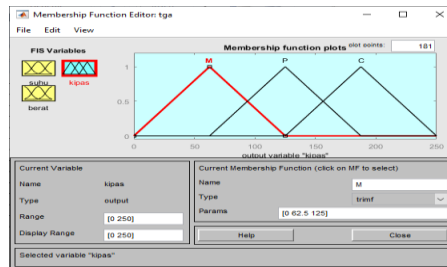 Membership Function Editor: tga
File Edit View
FIS Variables
suhu
kipas
berat
Membership function plots
plot points:
181
M
P
C
1
0.5
0
0
50
100
150
200
250
output variable "kipas"
Current Variable
Name
kipas
Type
output
Range
[0 250]
Display Range
[0 250]
Current Membership Function (click on MF to select)
Name
M
Type
trimf
Params
[0 62.5 125]
Help
Close
Selected variable "kipas"